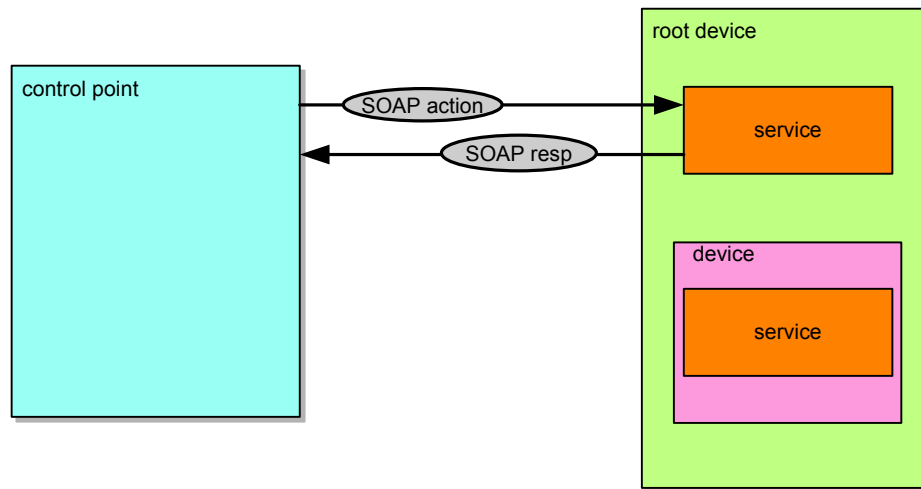 root device
control point
SOAP action
service
SOAP resp
device
service